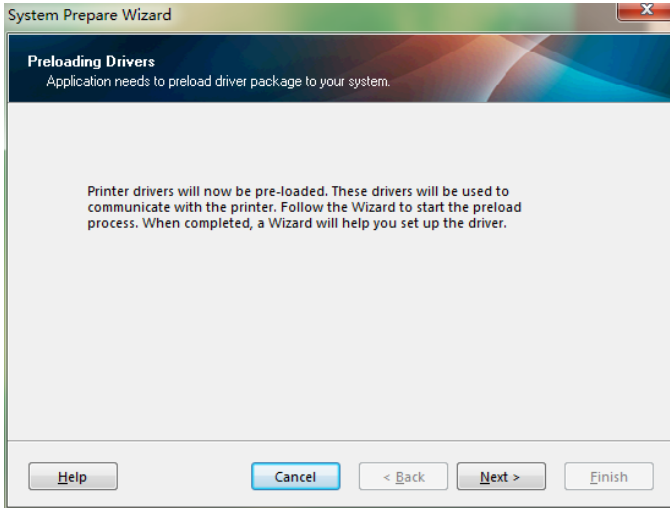 System Prepare Wizard
X
Preloading Drivers
Application needs to preload driver package to your system.
Printer drivers will now be pre-loaded. These drivers will be used to
communicate with the printer. Follow the Wizard to start the preload
process. When completed, a Wizard will help you set up the driver.
Help
Cancel
< Back
Next >
Finish